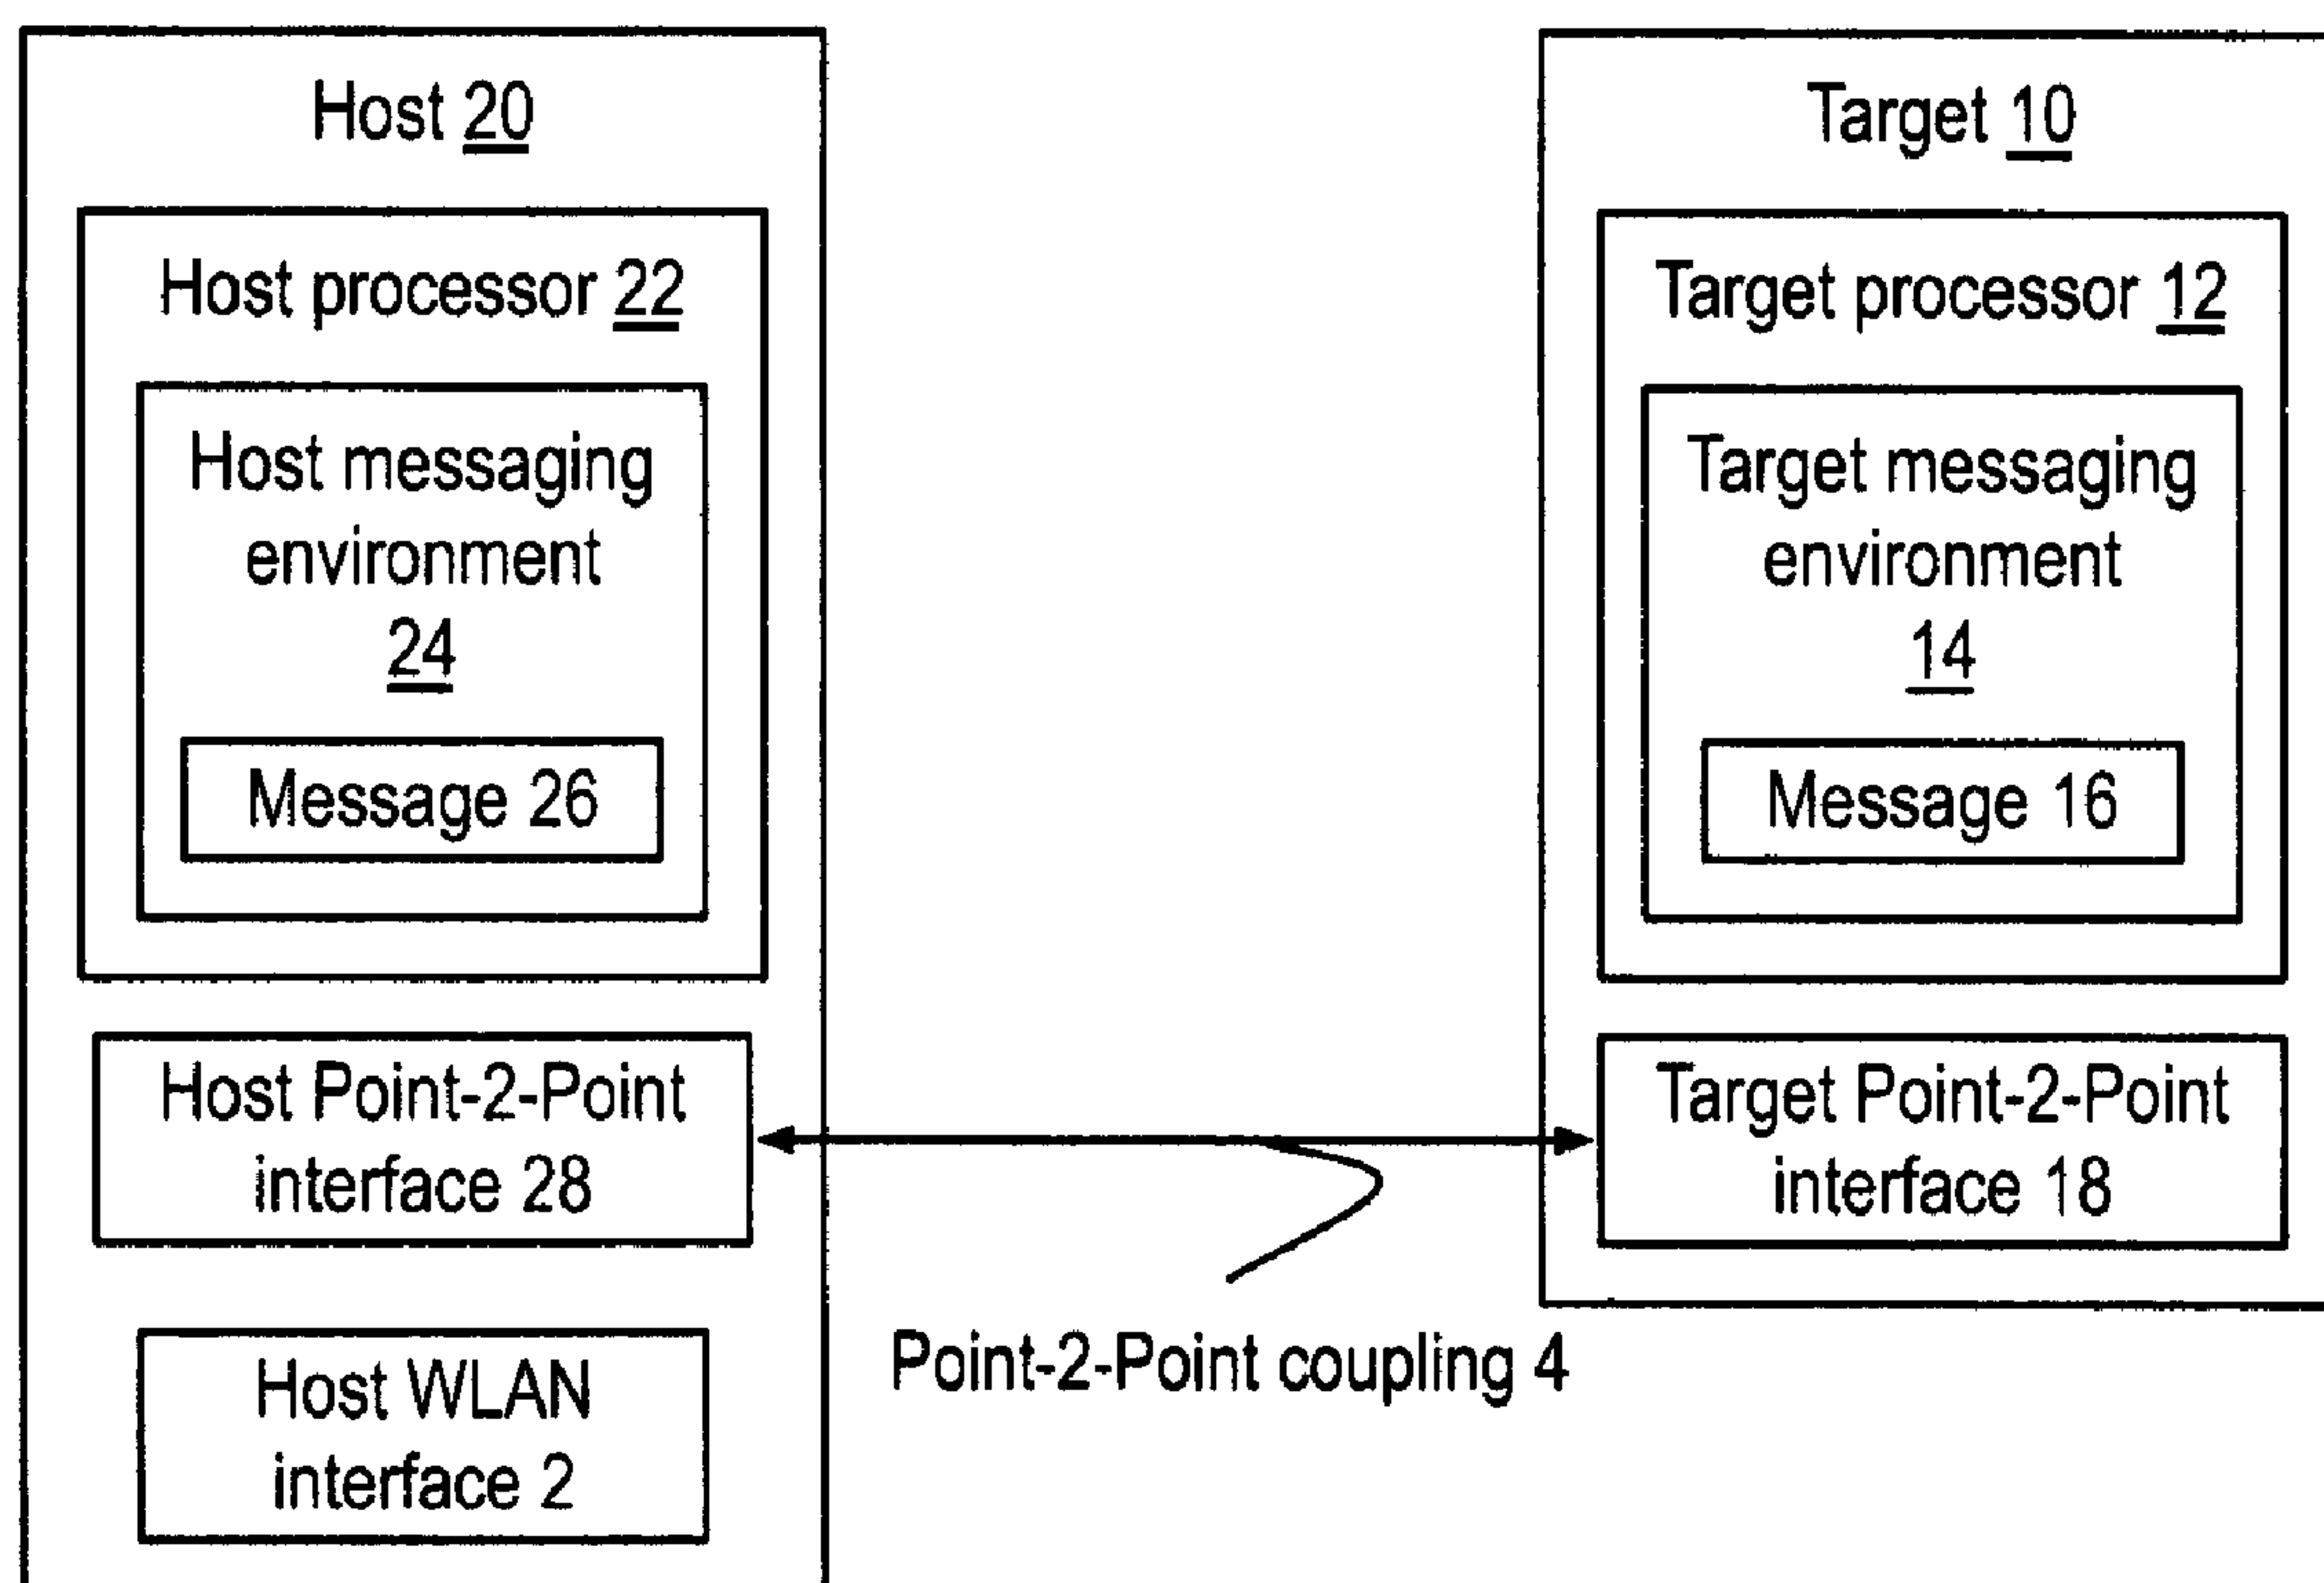 Host 20
Host processor 22
Host messaging
environment
24
Message 26
Host Point-2-Point
interface 28
Host WLAN
interface 2
Point-2-Point coupling 4
Target 10
Target processor 12
Target messaging
environment
14
Message 16
Target Point-2-Point
interface 18